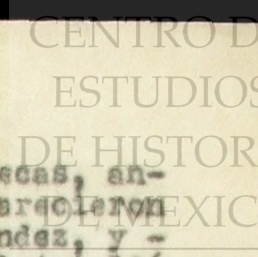 CENTRO D
ESTUDIOS
DE HISTOR
ecas, an-
arecieron
DE MEXIC
ndez, y -